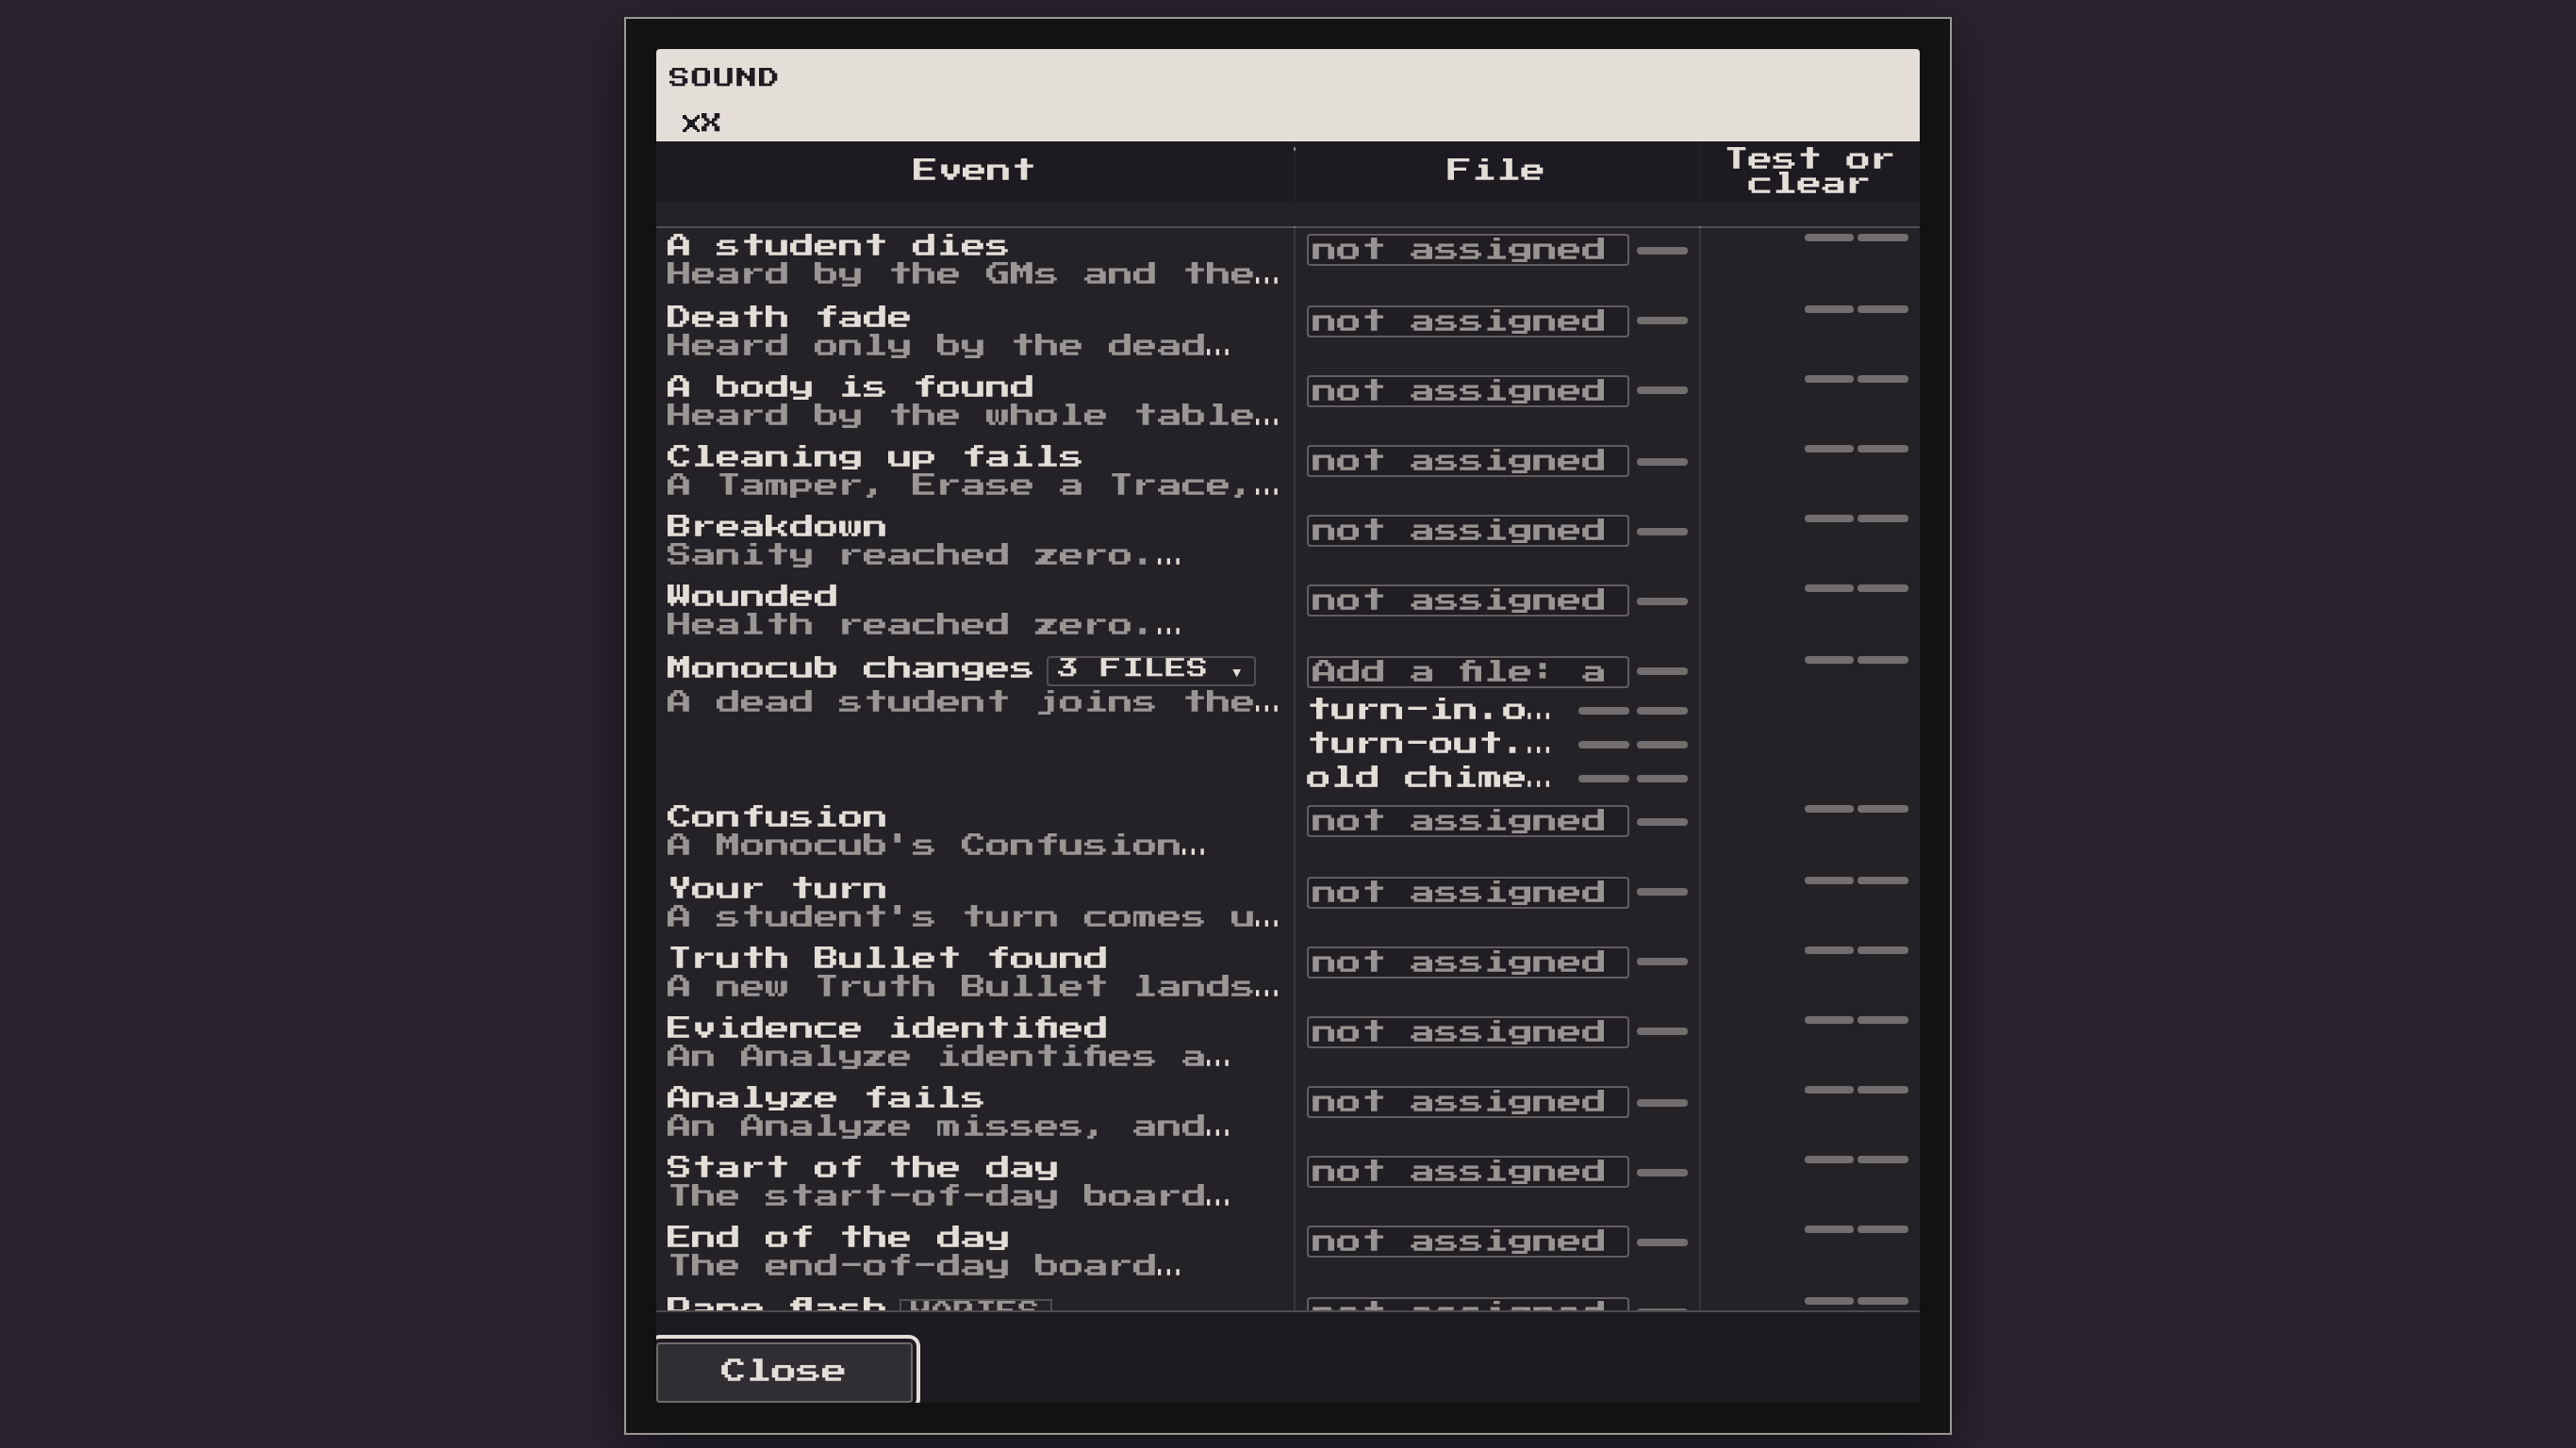 SOUND
xX
Event File Test or clear
A student dies not assigned
Heard by the GMs and the…
Death fade not assigned
Heard only by the dead…
A body is found not assigned
Heard by the whole table…
Cleaning up fails not assigned
A Tamper, Erase a Trace,…
Breakdown not assigned
Sanity reached zero.…
Wounded not assigned
Health reached zero.…
Monocub changes 3 FILES ▾ Add a file: a
A dead student joins the… turn-in.o…
turn-out.…
old chime…
Confusion not assigned
A Monocub's Confusion…
Your turn not assigned
A student's turn comes u…
Truth Bullet found not assigned
A new Truth Bullet lands…
Evidence identified not assigned
An Analyze identifies a…
Analyze fails not assigned
An Analyze misses, and…
Start of the day not assigned
The start-of-day board…
End of the day not assigned
The end-of-day board…
flash VARIES not assigned
Close